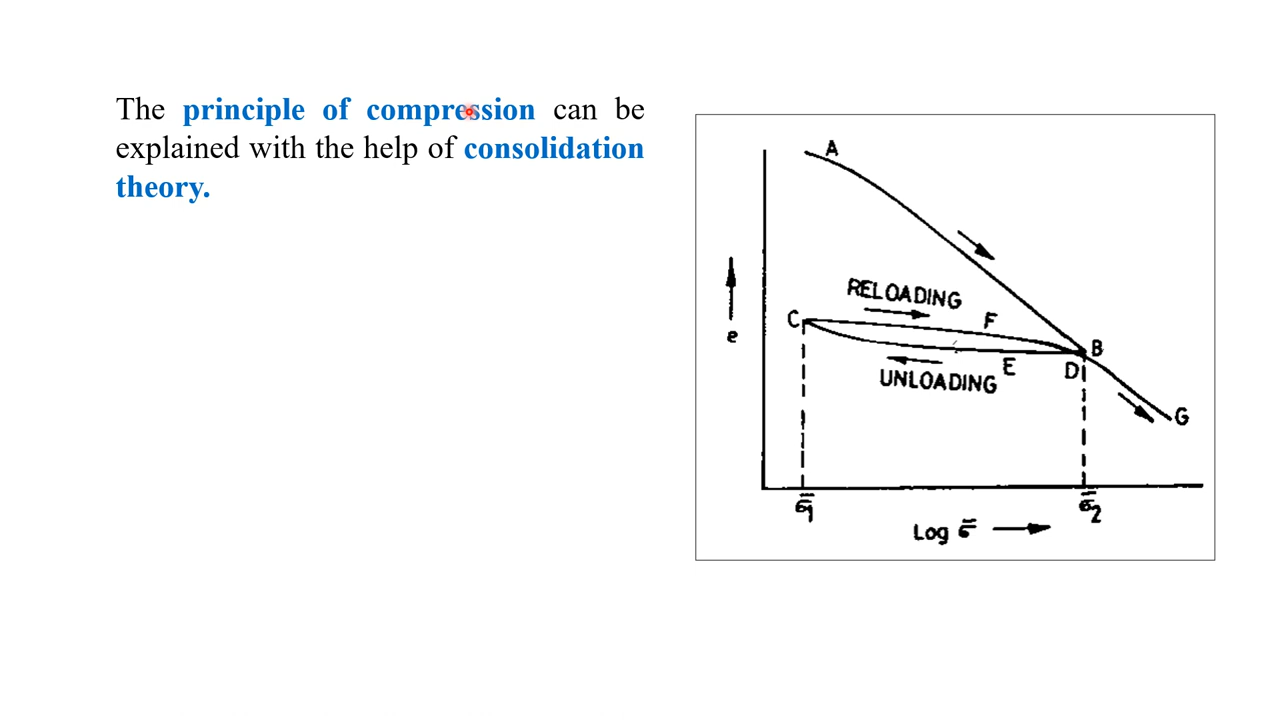 The principle of compression can be
explained with the help of consolidation
theory.
A
RELOADING
C
F
e
B
E
D
UNLOADING
G
σ̄1
σ̄2
Log σ̄